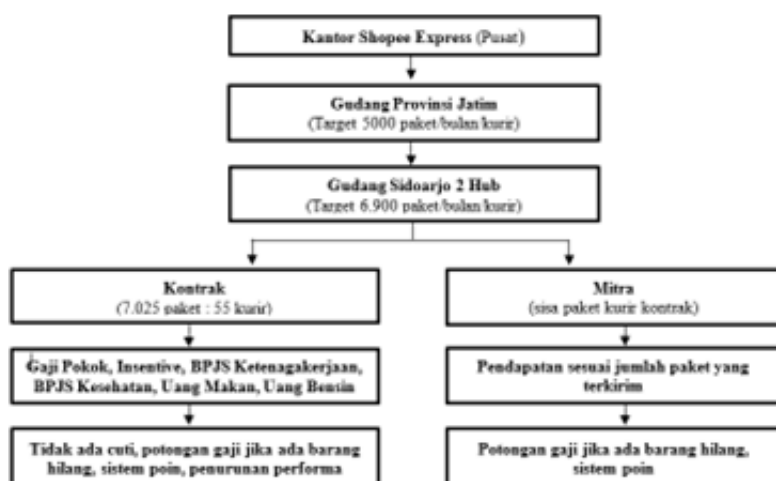 Kantor Shopee Express (Pusat)
Gudang Provinsi Jatim
(Target 5000 paket/bulan/kurir)
Gudang Sidoarjo 2 Hub
(Target 6.900 paket/bulan/kurir)
Kontrak
(7.025 paket : 55 kurir)
Mitra
(sisa paket kurir kontrak)
Gaji Pokok, Insentive, BPJS Ketenagakerjaan,
BPJS Kesehatan, Uang Makan, Uang Bensin
Pendapatan sesuai jumlah paket yang
terkirim
Tidak ada cuti, potongan gaji jika ada barang
hilang, sistem poin, penurunan performa
Potongan gaji jika ada barang hilang,
sistem poin